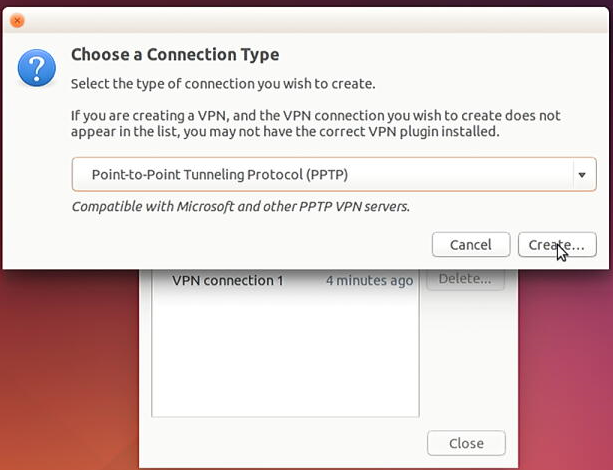 Choose a Connection Type
Select the type of connection you wish to create.
If you are creating a VPN, and the VPN connection you wish to create does not
appear in the list, you may not have the correct VPN plugin installed.
Point-to-Point Tunneling Protocol (PPTP)
Compatible with Microsoft and other PPTP VPN servers.
Cancel
Create...
VPN connection 1 4 minutes ago
Delete...
Close